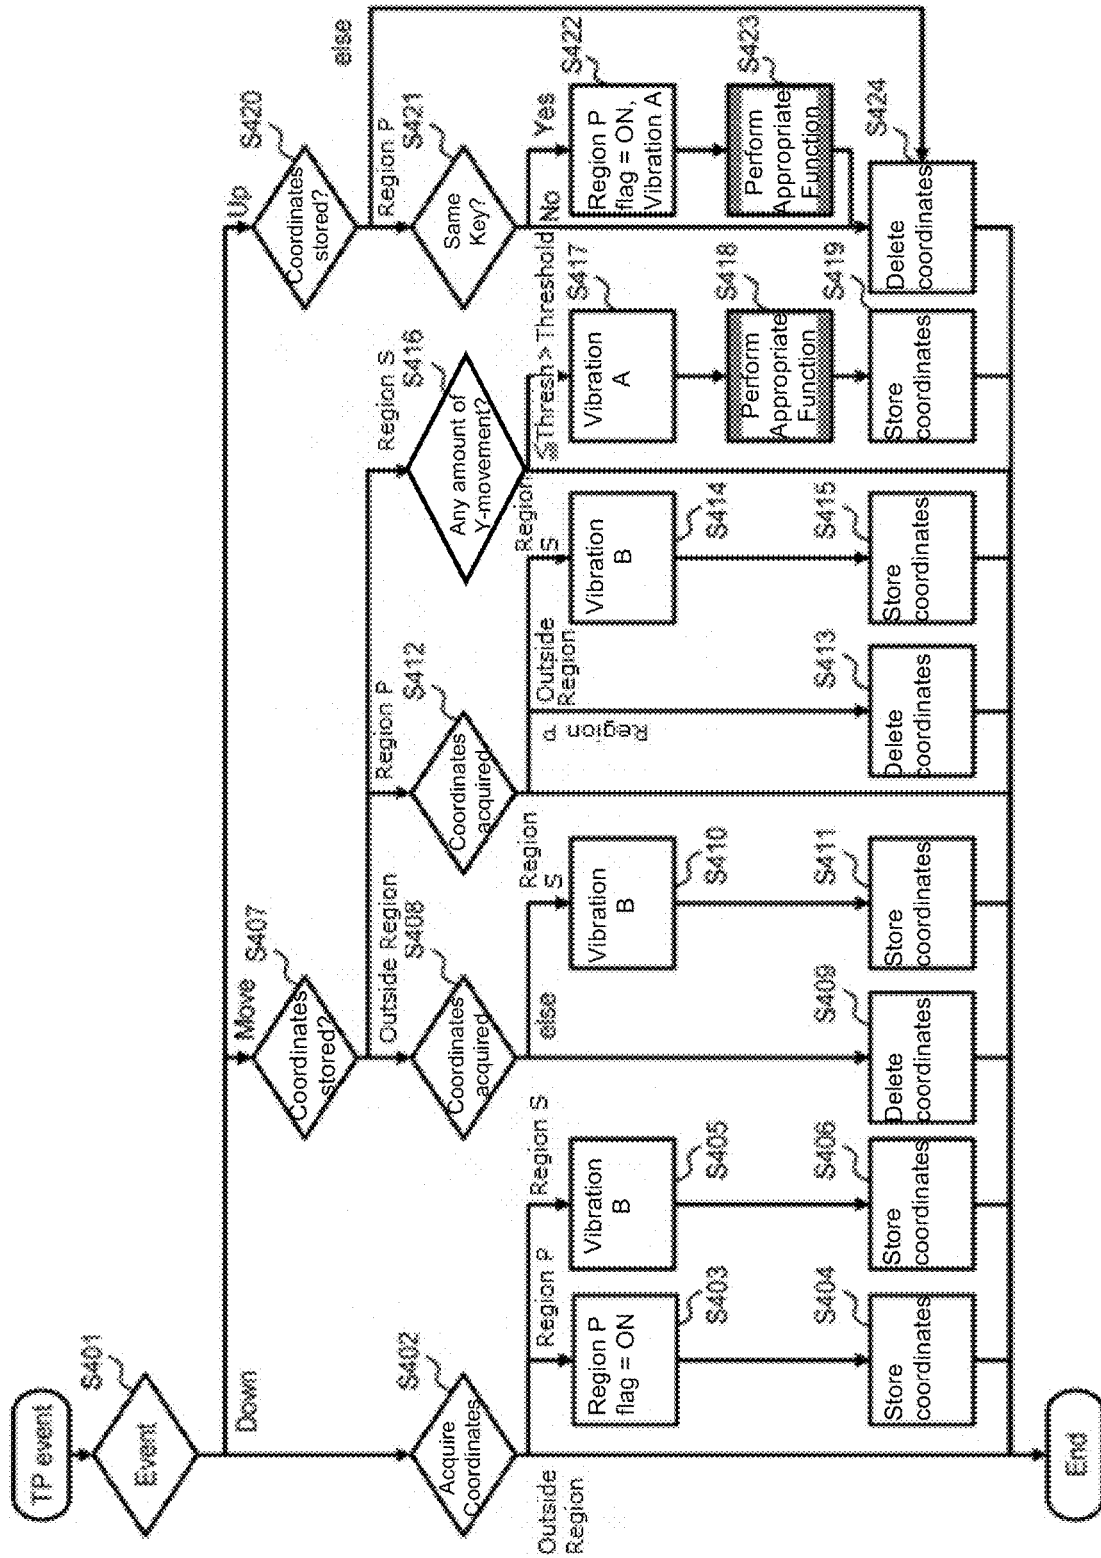 TP event
Event
S401
Down
Move
Up
Acquire
Coordinates
S402
Outside
Region
Region P
Region S
Region P
flag = ON
S403
Store
coordinates
S404
Vibration
B
S405
Store
coordinates
S406
Coordinates
stored?
S407
Outside Region
Region P
Region S
Coordinates
acquired
S408
else
Region
S
Delete
coordinates
S409
Vibration
B
S410
Store
coordinates
S411
Coordinates
acquired
S412
Region P
Outside
Region
Region
S
Delete
coordinates
S413
Vibration
B
S414
Store
coordinates
S415
Any amount of
Y-movement?
S416
≤Thresh
> Threshold
Vibration
A
S417
Perform
Appropriate
Function
S418
Store
coordinates
S419
Coordinates
stored?
S420
Region P
else
Same
Key?
S421
No
Yes
Region P
flag = ON,
Vibration A
S422
Perform
Appropriate
Function
S423
Delete
coordinates
S424
End